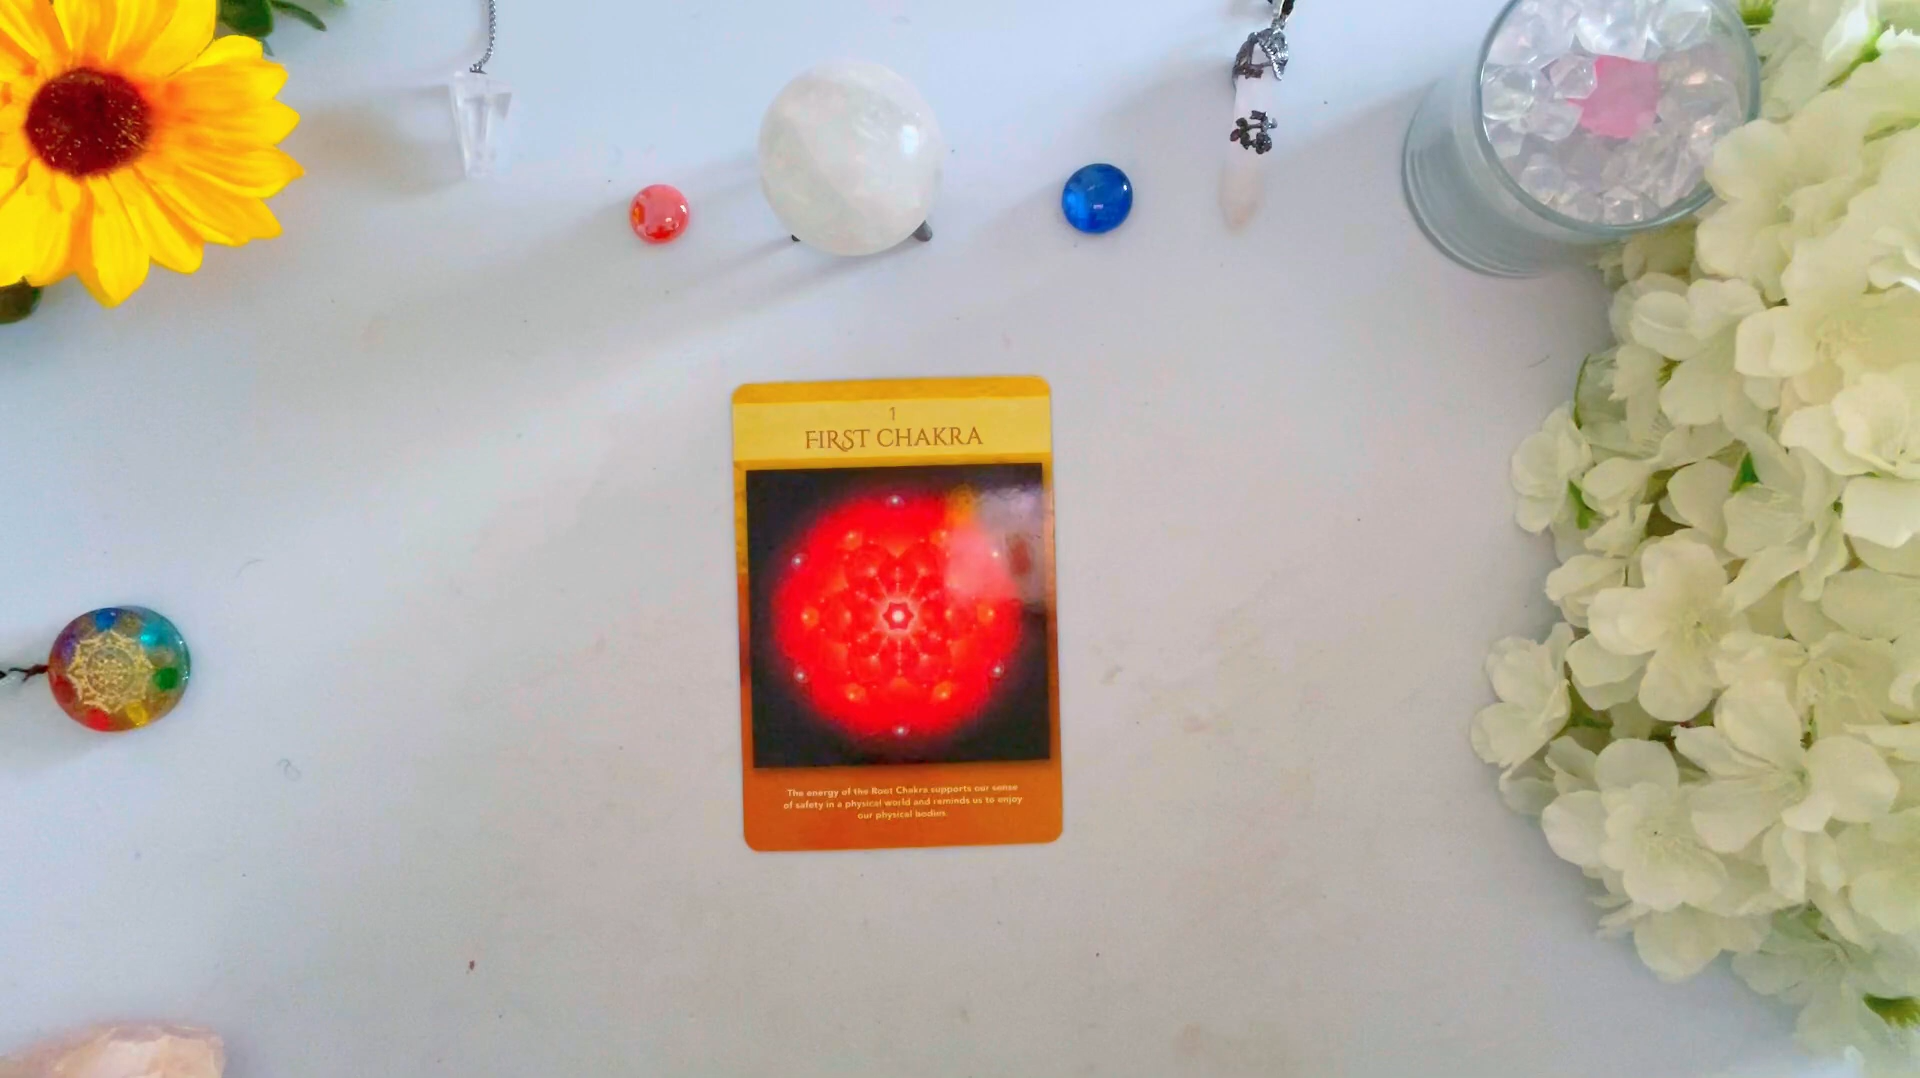 1
FIRST CHAKRA
The energy of the Root Chakra supports our sense
of safety in a physical world and reminds us to enjoy
our physical bodies.